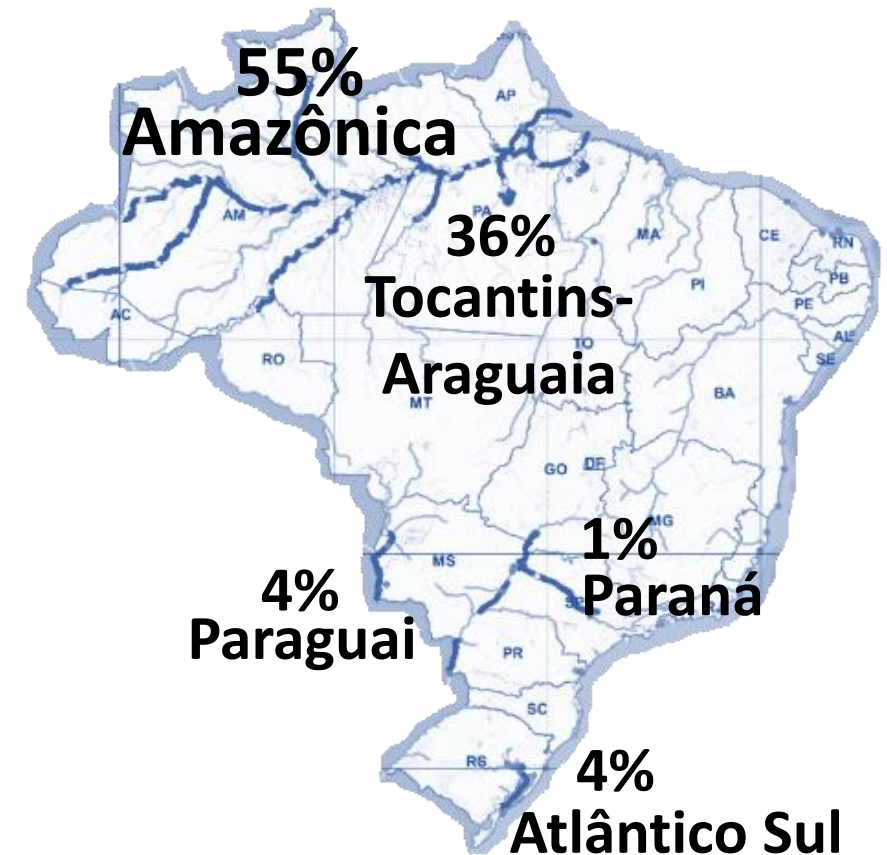 55%
Amazônica
AP
AM
PA
36%
Tocantins-
Araguaia
MA
CE
RN
PB
PI
PE
AL
SE
AC
RO
TO
MT
BA
GO
DF
MG
1%
Paraná
MS
SP
4%
Paraguai
PR
SC
RS
4%
Atlântico Sul